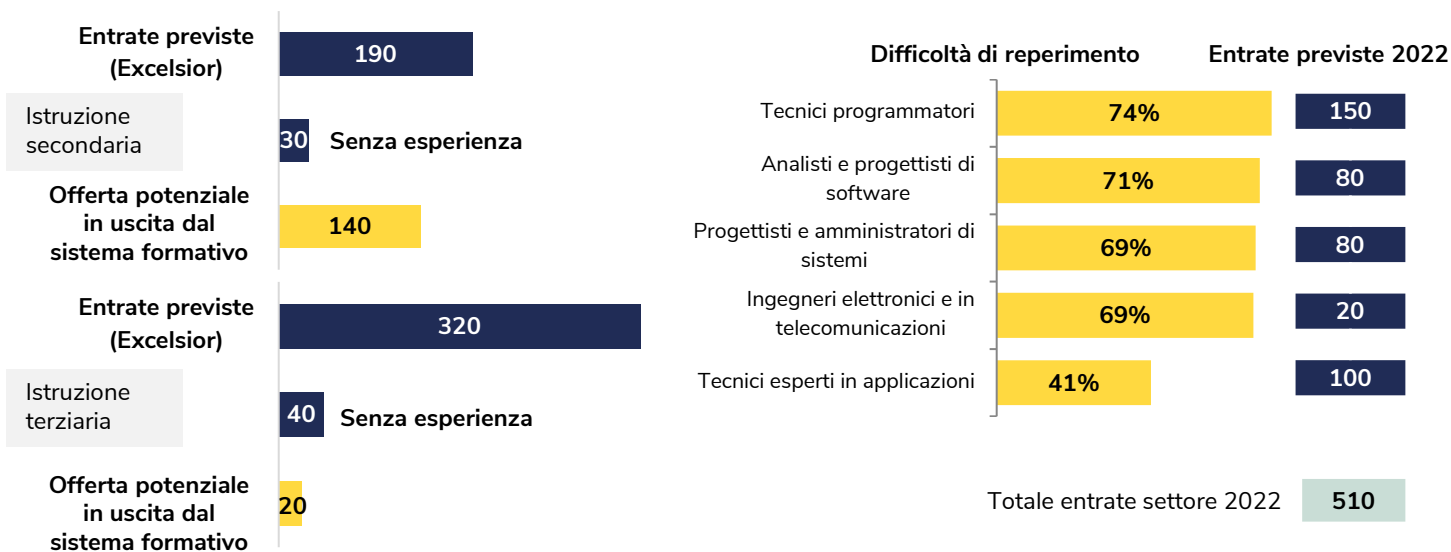 Entrate previste
(Excelsior)
190
Istruzione
secondaria
30
Senza esperienza
Offerta potenziale
in uscita dal
sistema formativo
140
Entrate previste
(Excelsior)
320
Istruzione
terziaria
40
Senza esperienza
Offerta potenziale
in uscita dal
sistema formativo
20
Difficoltà di reperimento
Entrate previste 2022
Tecnici programmatori
74%
150
Analisti e progettisti di
software
71%
80
Progettisti e amministratori di
sistemi
69%
80
Ingegneri elettronici e in
telecomunicazioni
69%
20
Tecnici esperti in applicazioni
41%
100
Totale entrate settore 2022
510